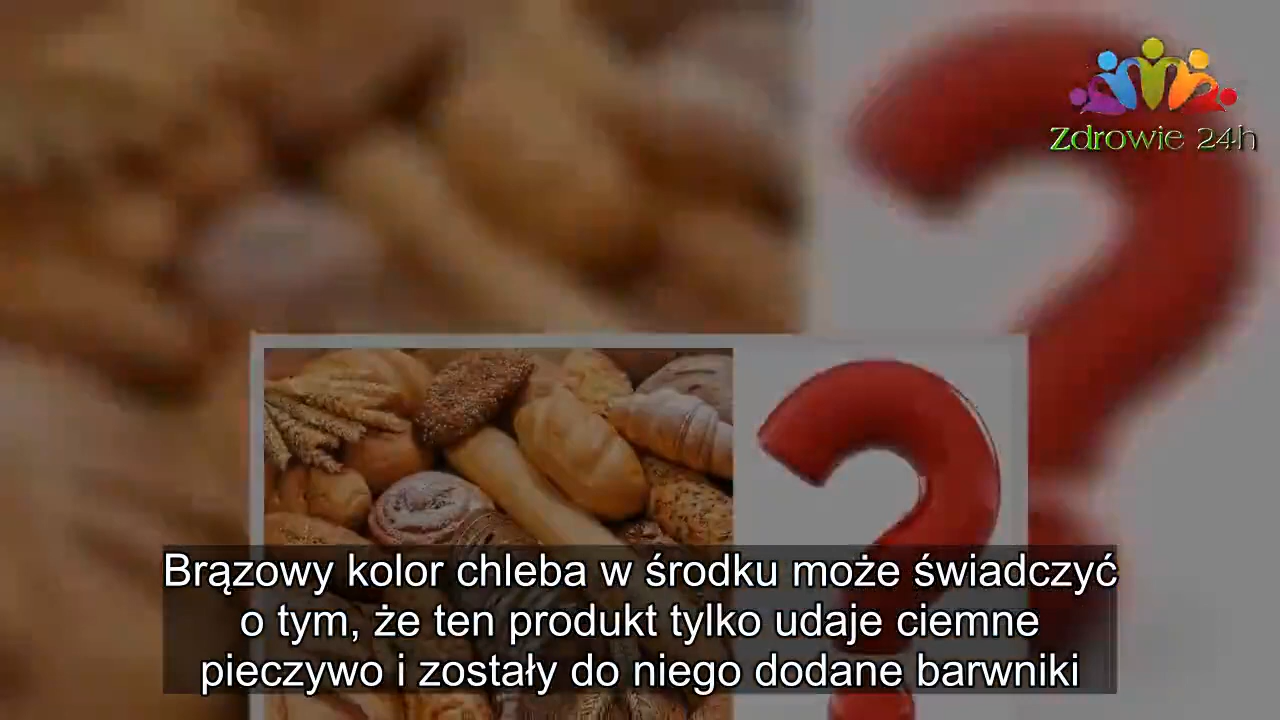 Zdrowie 24h
Brązowy kolor chleba w środku może świadczyć
o tym, że ten produkt tylko udaje ciemne
pieczywo i zostały do niego dodane barwniki